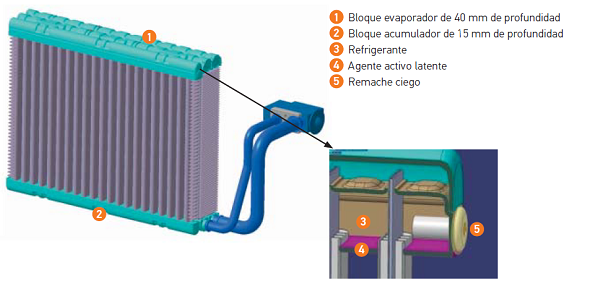 1 Bloque evaporador de 40 mm de profundidad
2 Bloque acumulador de 15 mm de profundidad
3 Refrigerante
4 Agente activo latente
5 Remache ciego
1
2
3
4
5